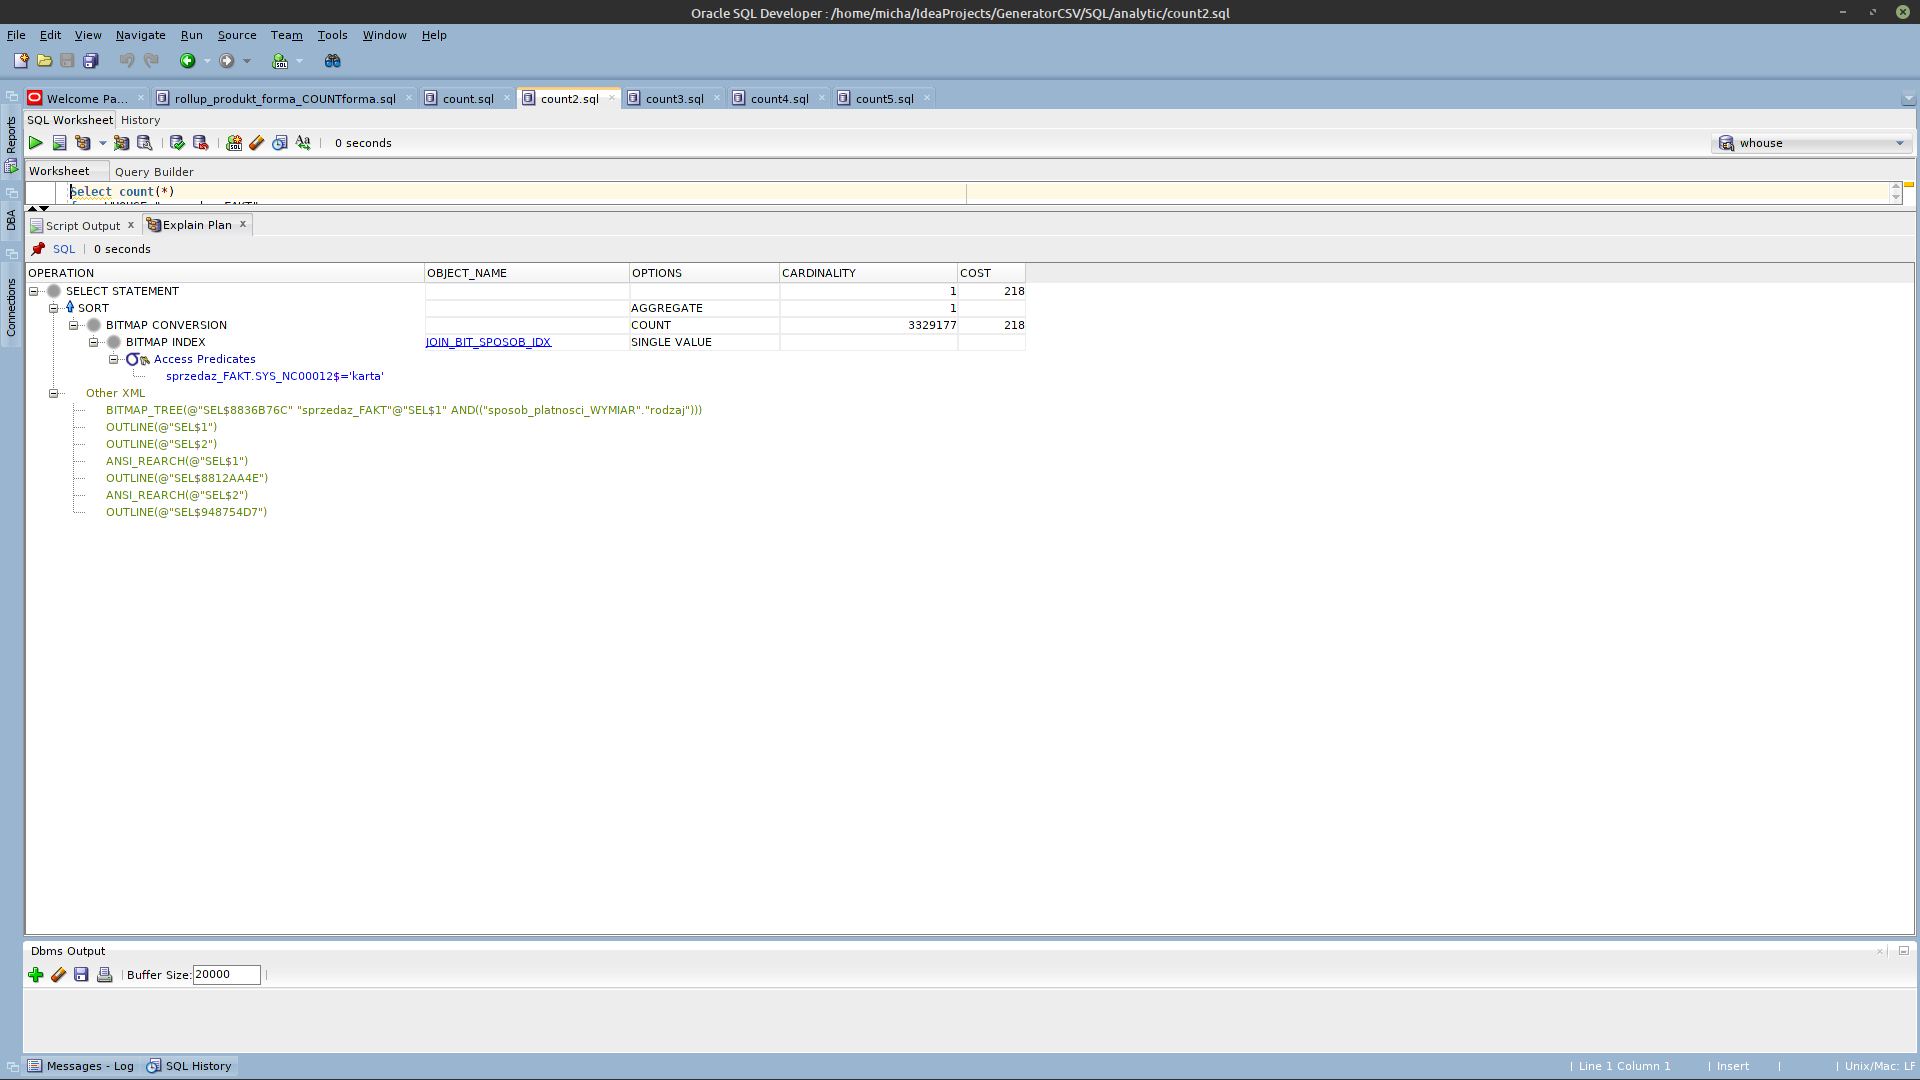 Oracle SQL Developer : /home/micha/IdeaProjects/GeneratorCSV/SQL/analytic/count2.sql
File Edit View Navigate Run Source Team Tools Window Help
Welcome Pa... rollup_produkt_forma_COUNTforma.sql count.sql count2.sql count3.sql count4.sql count5.sql
SQL Worksheet History
0 seconds whouse
Worksheet Query Builder
Select count(*)
Script Output x Explain Plan x
SQL 0 seconds
OPERATION OBJECT_NAME OPTIONS CARDINALITY COST
SELECT STATEMENT 1 218
SORT AGGREGATE 1
BITMAP CONVERSION COUNT 3329177 218
BITMAP INDEX JOIN_BIT_SPOSOB_IDX SINGLE VALUE
Access Predicates
sprzedaz_FAKT.SYS_NC00012$='karta'
Other XML
BITMAP_TREE(@"SEL$8836B76C" "sprzedaz_FAKT"@"SEL$1" AND(("sposob_platnosci_WYMIAR"."rodzaj")))
OUTLINE(@"SEL$1")
OUTLINE(@"SEL$2")
ANSI_REARCH(@"SEL$1")
OUTLINE(@"SEL$8812AA4E")
ANSI_REARCH(@"SEL$2")
OUTLINE(@"SEL$948754D7")
Reports
DBA
Connections
Dbms Output
Buffer Size: 20000
Messages - Log SQL History
Line 1 Column 1 Insert Unix/Mac: LF